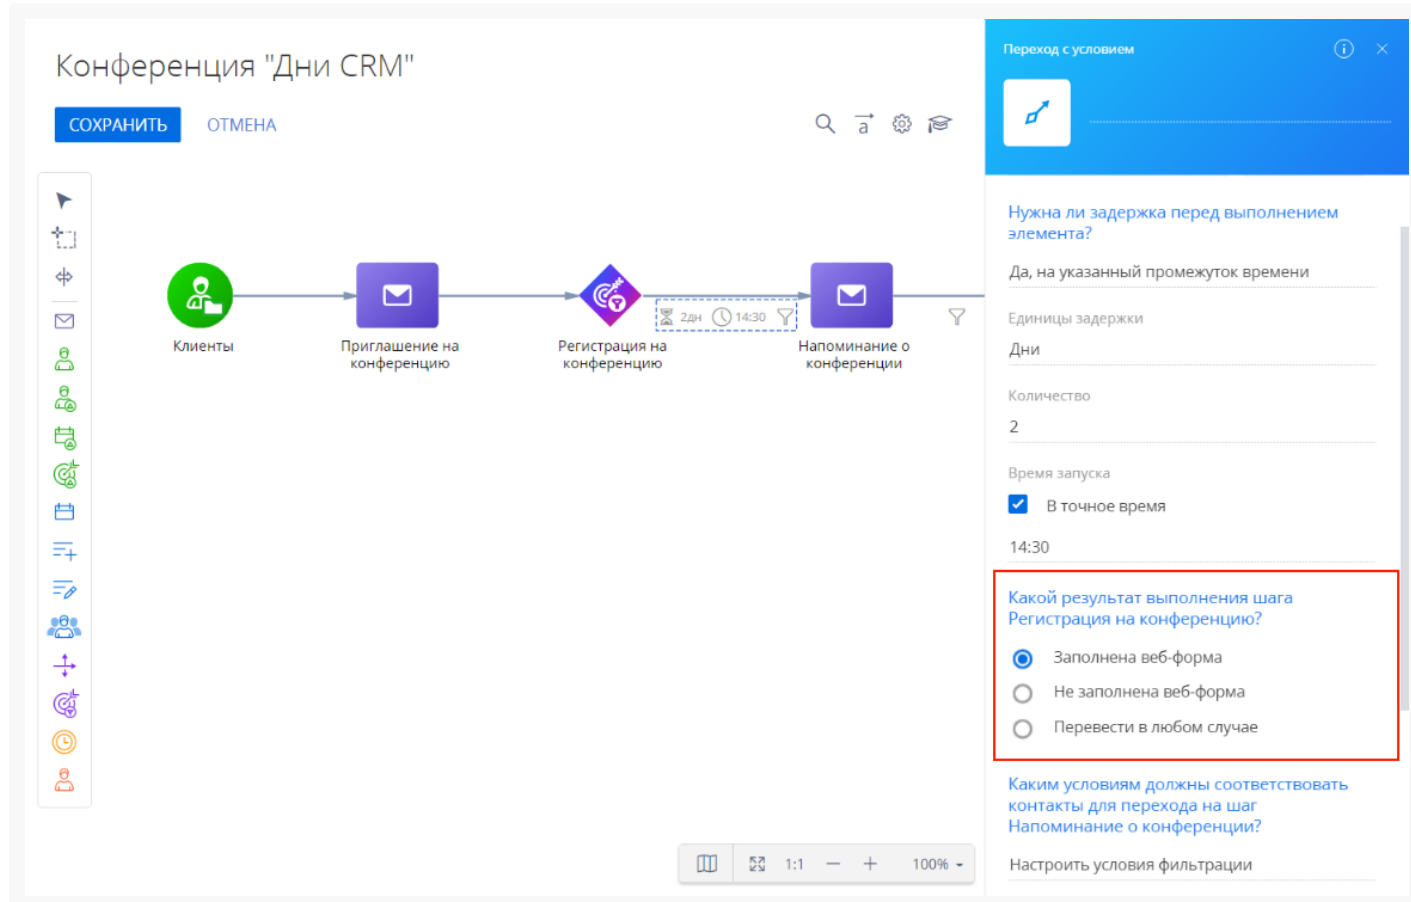 Конференция "Дни CRM"
СОХРАНИТЬ
ОТМЕНА
a
Клиенты
Приглашение на
конференцию
Регистрация на
конференцию
2дн
14:30
Напоминание о
конференции
1:1
100%
Переход с условием
Нужна ли задержка перед выполнением
элемента?
Да, на указанный промежуток времени
Единицы задержки
Дни
Количество
2
Время запуска
В точное время
14:30
Какой результат выполнения шага
Регистрация на конференцию?
Заполнена веб-форма
Не заполнена веб-форма
Перевести в любом случае
Каким условиям должны соответствовать
контакты для перехода на шаг
Напоминание о конференции?
Настроить условия фильтрации